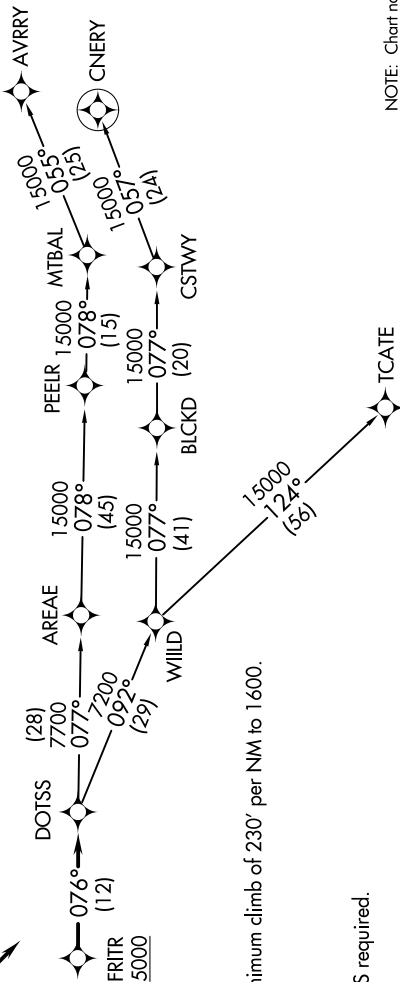 AVRRY
15000
055°
(25)
CNERY
15000
057°
(24)
MTBAL
CSTWY
15000
078°
(15)
15000
077°
(20)
PEELR
BLCKD
15000
078°
(45)
15000
077°
(41)
TCATE
15000
124°
(56)
AREAE
WIILD
(28)
7700
077°
7200
092°
(29)
DOTSS
076°
(12)
FRITR
5000
nimum climb of 230' per NM to 1600.
S required.
NOTE: Chart no